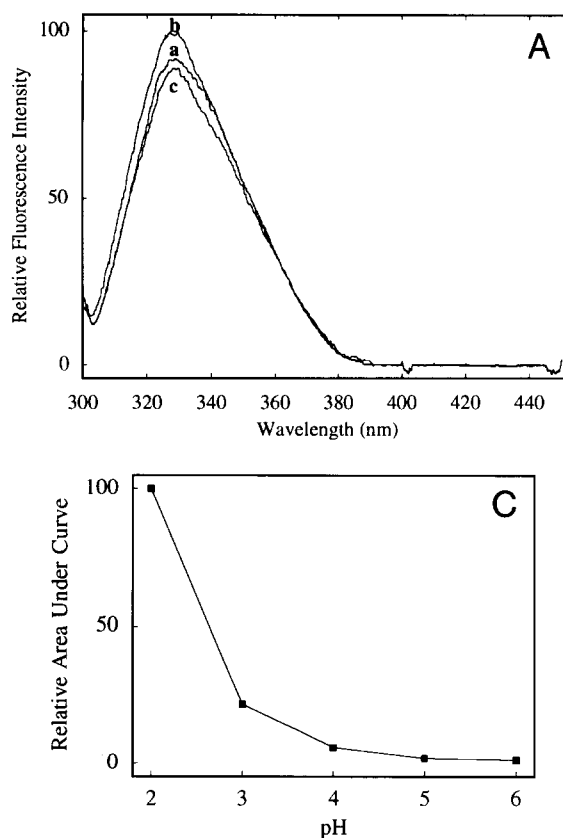 A
100
50
0
Relative Fluorescence Intensity
b
a
c
300 320 340 360 380 400 420 440
Wavelength (nm)
C
100
50
0
Relative Area Under Curve
2 3 4 5 6
pH